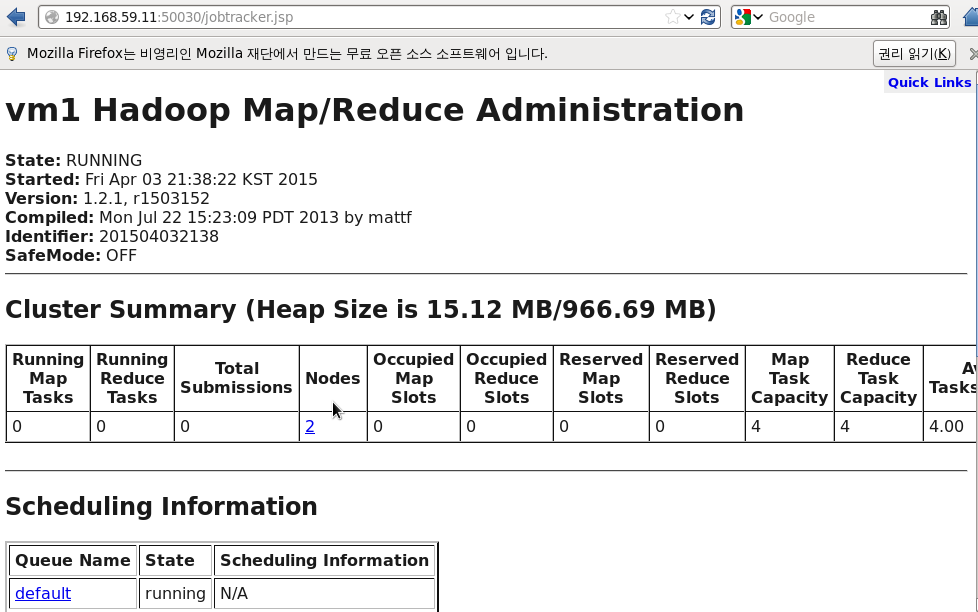 192.168.59.11:50030/jobtracker.jsp
Google
Mozilla Firefox는 비영리인 Mozilla 재단에서 만드는 무료 오픈 소스 소프트웨어 입니다.
권리 읽기(K)
Quick Links
vm1 Hadoop Map/Reduce Administration
State: RUNNING
Started: Fri Apr 03 21:38:22 KST 2015
Version: 1.2.1, r1503152
Compiled: Mon Jul 22 15:23:09 PDT 2013 by mattf
Identifier: 201504032138
SafeMode: OFF
Cluster Summary (Heap Size is 15.12 MB/966.69 MB)
Running Map Tasks
Running Reduce Tasks
Total Submissions
Nodes
Occupied Map Slots
Occupied Reduce Slots
Reserved Map Slots
Reserved Reduce Slots
Map Task Capacity
Reduce Task Capacity
Tasks
0 0 0 2 0 0 0 0 4 4 4.00
Scheduling Information
Queue Name State Scheduling Information
default running N/A